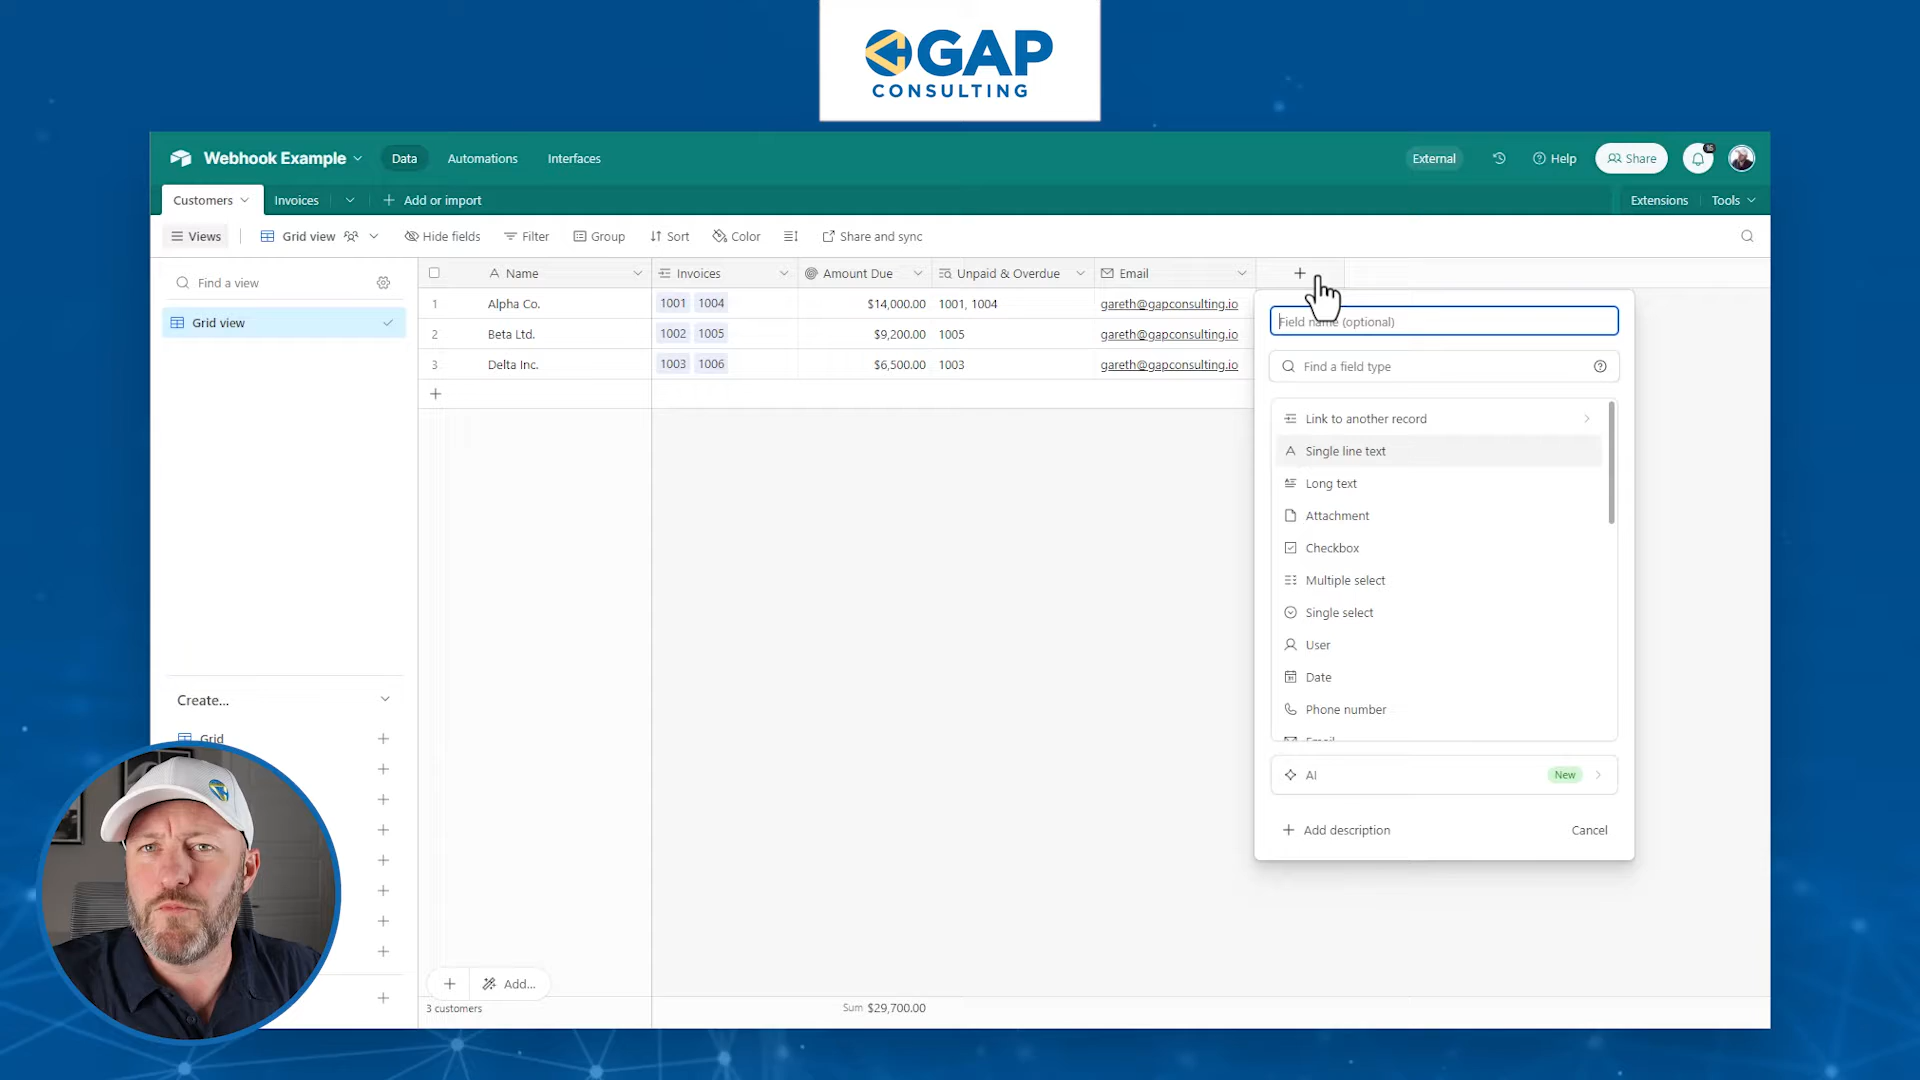 GAP
CONSULTING
Webhook Example
Data
Automations
Interfaces
External
Help
Share
16
Customers
Invoices
Add or import
Extensions
Tools
Views
Grid view
Hide fields
Filter
Group
Sort
Color
Share and sync
Find a view
Name
Invoices
Amount Due
Unpaid & Overdue
Email
1 Alpha Co. 1001 1004 $14,000.00 1001, 1004 gareth@gapconsulting.io
2 Beta Ltd. 1002 1005 $9,200.00 1005 gareth@gapconsulting.io
3 Delta Inc. 1003 1006 $6,500.00 1003 gareth@gapconsulting.io
Grid view
Field name (optional)
Find a field type
Link to another record
Single line text
Long text
Attachment
Checkbox
Multiple select
Single select
User
Date
Phone number
Email
AI
New
Add description
Cancel
Create...
Grid
Add...
3 customers
Sum $29,700.00